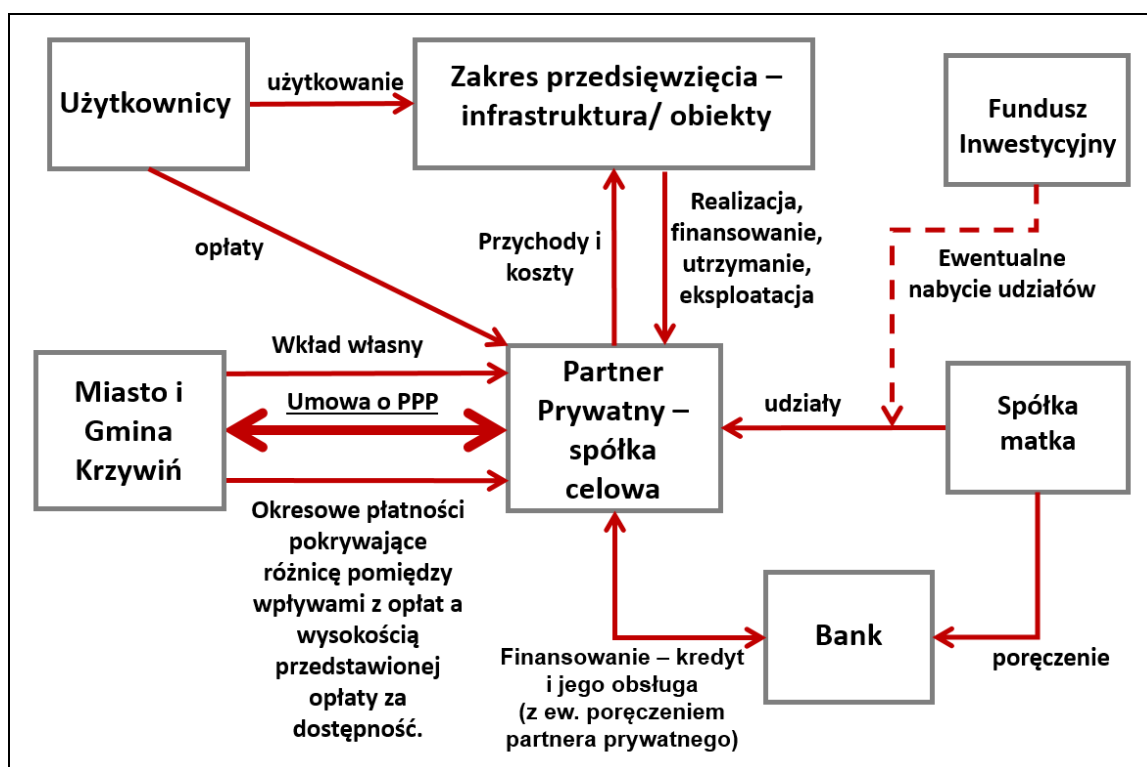 Użytkownicy
użytkowanie
Zakres przedsięwzięcia –
infrastruktura/ obiekty
Fundusz
Inwestycyjny
opłaty
Przychody i
koszty
Realizacja,
finansowanie,
utrzymanie,
eksploatacja
Ewentualne
nabycie udziałów
Miasto i
Gmina
Krzywiń
Wkład własny
Umowa o PPP
Partner
Prywatny –
spółka
celowa
udziały
Spółka
matka
Okresowe płatności
pokrywające
różnicę pomiędzy
wpływami z opłat a
wysokością
przedstawionej
opłaty za
dostępność.
Finansowanie – kredyt
i jego obsługa
(z ew. poręczeniem
partnera prywatnego)
Bank
poręczenie